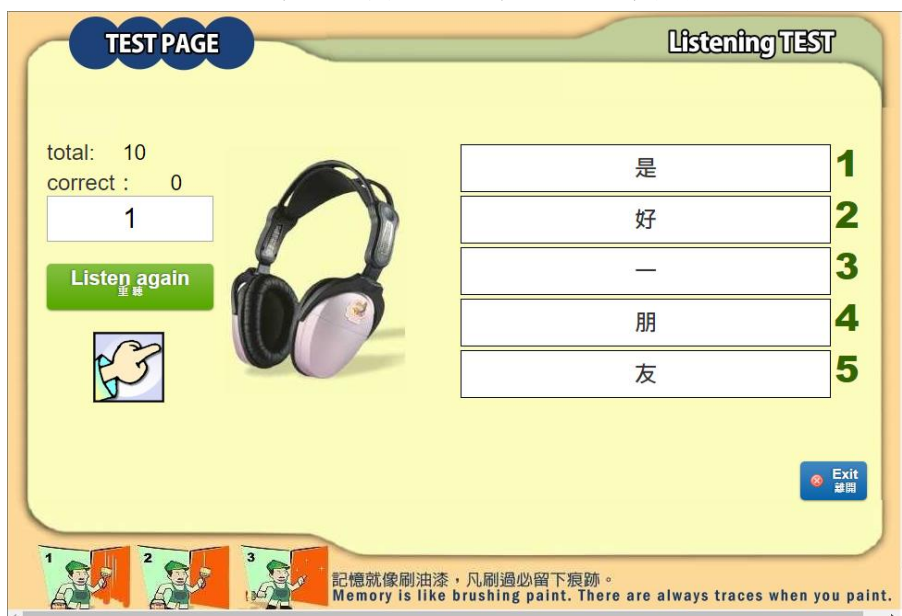 TEST PAGE
Listening TEST
total: 10
correct : 0
1
Listen again
重聽
是 1
好 2
一 3
朋 4
友 5
Exit
離開
1 2 3
記憶就像刷油漆,凡刷過必留下痕跡。
Memory is like brushing paint. There are always traces when you paint.